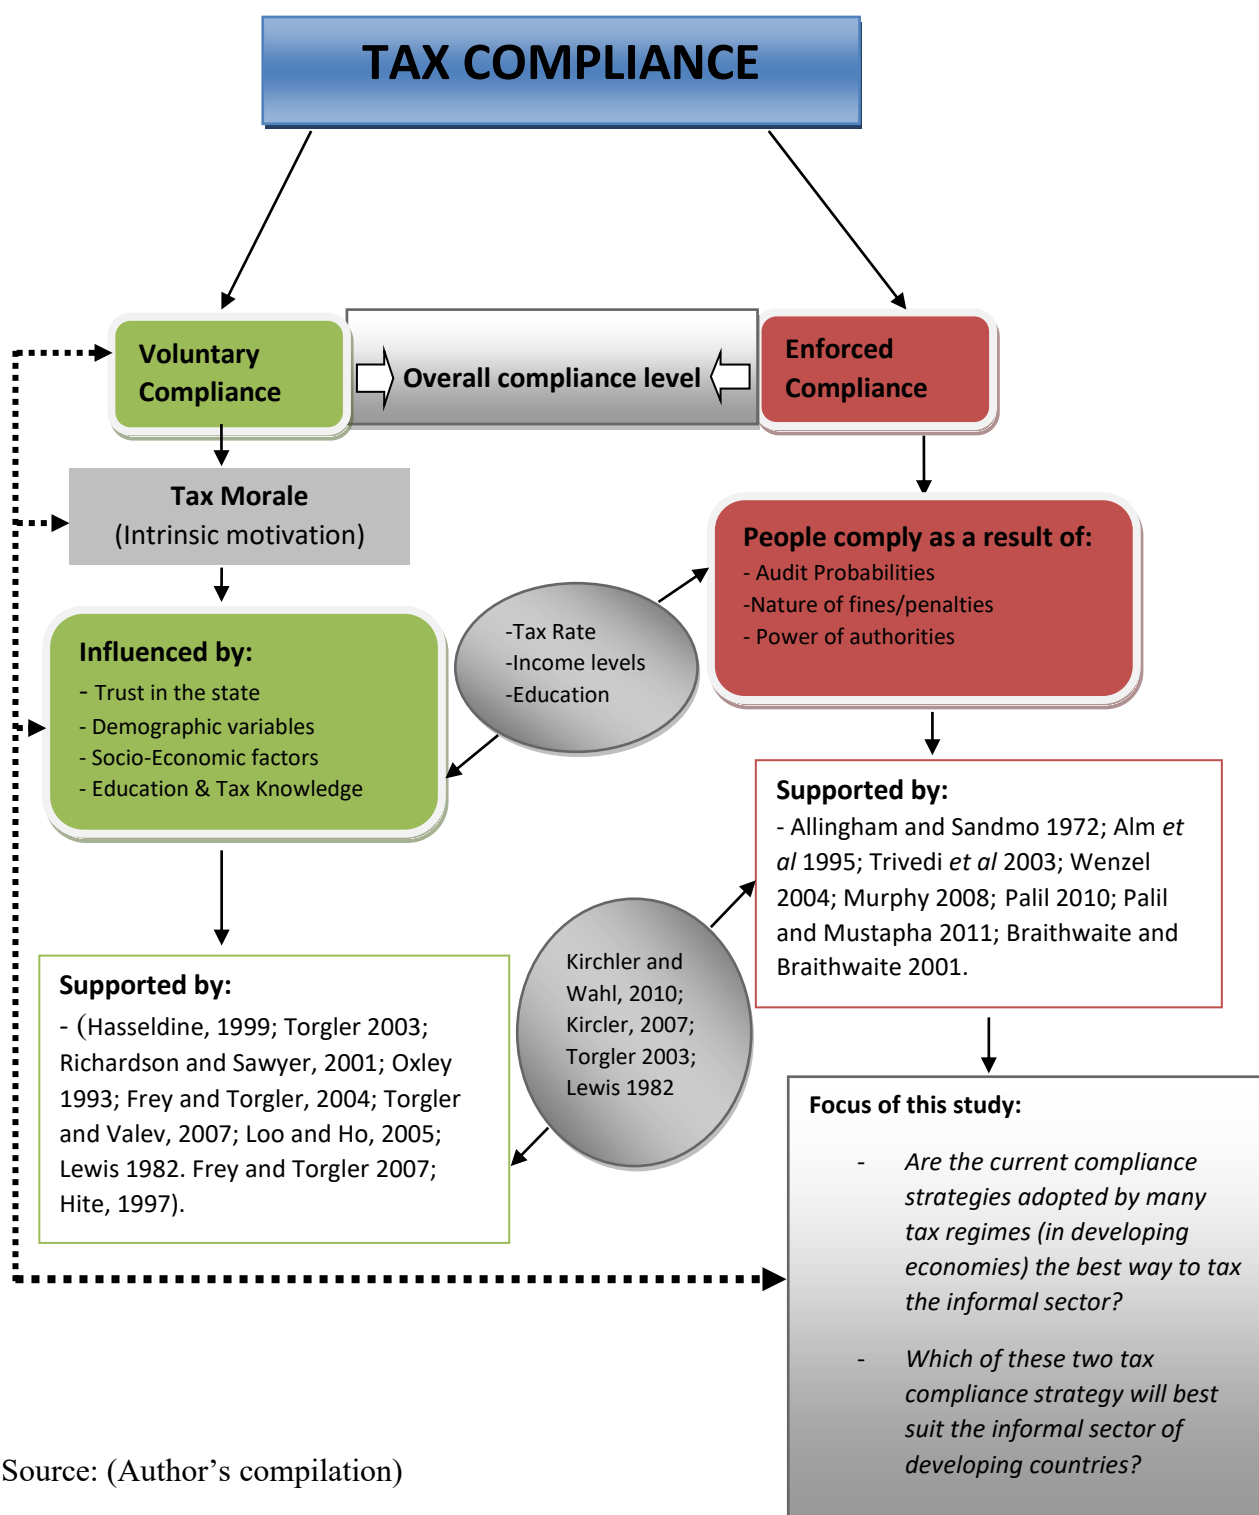 TAX COMPLIANCE
Voluntary
Compliance
Overall compliance level
Enforced
Compliance
Tax Morale
(Intrinsic motivation)
People comply as a result of:
- Audit Probabilities
-Nature of fines/penalties
- Power of authorities
-Tax Rate
-Income levels
-Education
Influenced by:
- Trust in the state
- Demographic variables
- Socio-Economic factors
- Education & Tax Knowledge
Supported by:
- Allingham and Sandmo 1972; Alm et
al 1995; Trivedi et al 2003; Wenzel
2004; Murphy 2008; Palil 2010; Palil
and Mustapha 2011; Braithwaite and
Braithwaite 2001.
Kirchler and
Wahl, 2010;
Kircler, 2007;
Torgler 2003;
Lewis 1982
Supported by:
- (Hasseldine, 1999; Torgler 2003;
Richardson and Sawyer, 2001; Oxley
1993; Frey and Torgler, 2004; Torgler
and Valev, 2007; Loo and Ho, 2005;
Lewis 1982. Frey and Torgler 2007;
Hite, 1997).
Focus of this study:
- Are the current compliance
strategies adopted by many
tax regimes (in developing
economies) the best way to tax
the informal sector?
- Which of these two tax
compliance strategy will best
suit the informal sector of
developing countries?
Source: (Author’s compilation)